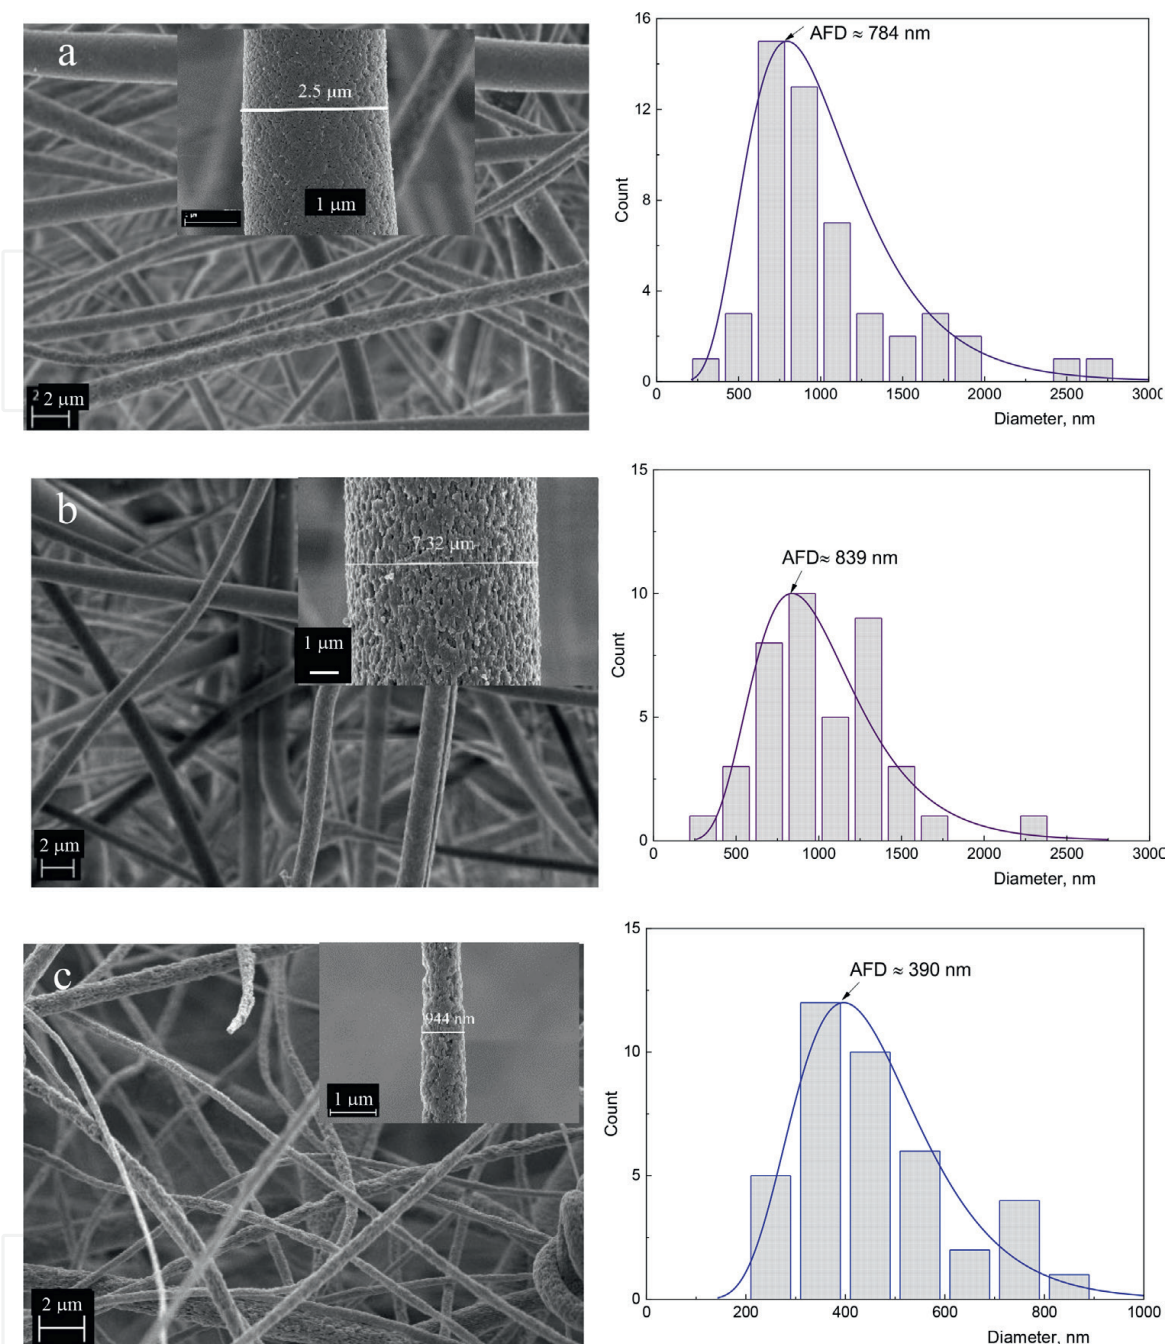 a
2.5 μm
1 μm
2 μm
16
12
8
4
0
Count
AFD ≈ 784 nm
0 500 1000 1500 2000 2500 3000
Diameter, nm
b
7.32 μm
1 μm
2 μm
15
10
5
0
Count
AFD≈ 839 nm
0 500 1000 1500 2000 2500 3000
Diameter, nm
c
944 nm
1 μm
2 μm
15
10
5
0
Count
AFD ≈ 390 nm
0 200 400 600 800 1000
Diameter, nm